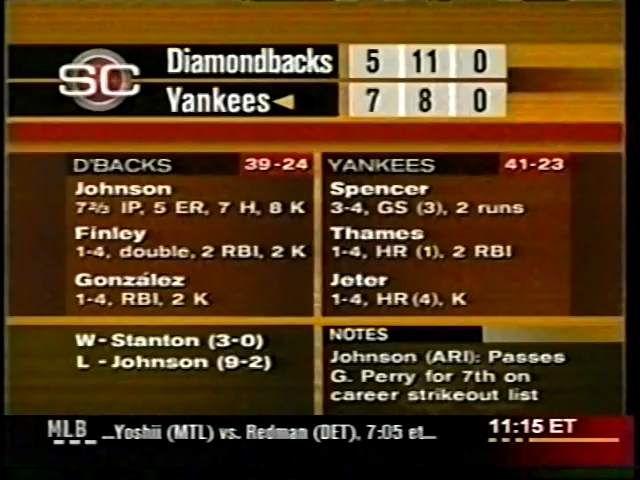 SC
Diamondbacks 5 11 0
Yankees 7 8 0
D'BACKS 39-24
Johnson
7 2/3 IP, 5 ER, 7 H, 8 K
Finley
1-4, double, 2 RBI, 2 K
González
1-4, RBI, 2 K
YANKEES 41-23
Spencer
3-4, GS (3), 2 runs
Thames
1-4, HR (1), 2 RBI
Jeter
1-4, HR (4), K
W - Stanton (3-0)
L - Johnson (9-2)
NOTES
Johnson (ARI): Passes
G. Perry for 7th on
career strikeout list
MLB ...Yoshii (MTL) vs. Redman (DET), 7:05 et... 11:15 ET